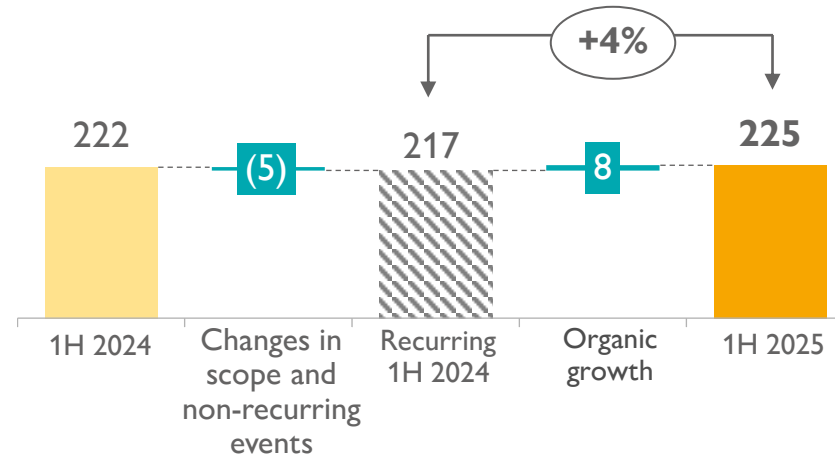 +4%
222
(5)
217
8
225
1H 2024
Changes in
scope and
non-recurring
events
Recurring
1H 2024
Organic
growth
1H 2025